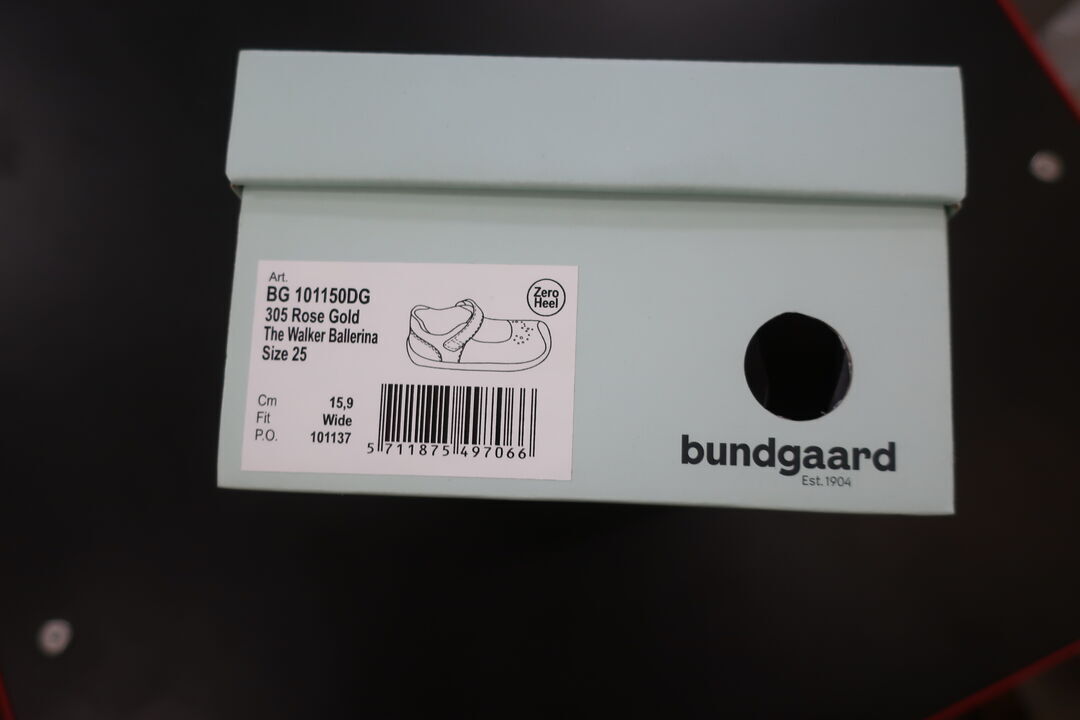 Art.
BG 101150DG
305 Rose Gold
The Walker Ballerina
Size 25
Zero
Heel
Cm 15,9
Fit Wide
P.O. 101137
5 711875 497066
bundgaard
Est. 1904